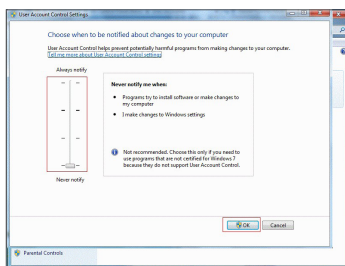 User Account Control Settings
Choose when to be notified about changes to your computer
User Account Control helps prevent potentially harmful programs from making changes to your computer.
Tell me more about User Account Control settings
Always notify
Never notify me when:
• Programs try to install software or make changes to
my computer
• I make changes to Windows settings
Not recommended. Choose this only if you need to
use programs that are not certified for Windows 7
because they do not support User Account Control.
Never notify
OK
Cancel
Parental Controls